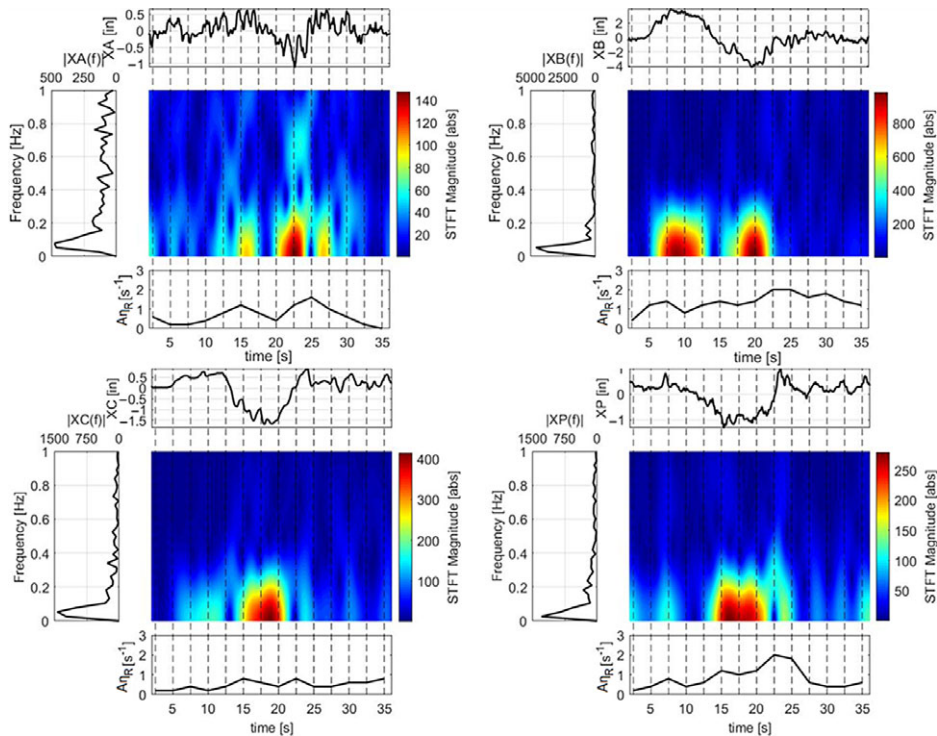 |XA(f)|
500 250 0
XA [in]
0.5
0
-0.5
-1
Frequency [Hz]
1
0.8
0.6
0.4
0.2
0
STFT Magnitude [abs]
140
120
100
80
60
40
20
AηR[s-1]
3
2
1
0
5 10 15 20 25 30 35
time [s]
|XB(f)|
5000 2500 0
XB [in]
2
0
-2
-4
Frequency [Hz]
1
0.8
0.6
0.4
0.2
0
STFT Magnitude [abs]
800
600
400
200
AηR[s-1]
3
2
1
0
5 10 15 20 25 30 35
time [s]
|XC(f)|
1500 750 0
XC [in]
0.5
0
-0.5
-1
-1.5
Frequency [Hz]
1
0.8
0.6
0.4
0.2
0
STFT Magnitude [abs]
400
300
200
100
AηR[s-1]
3
2
1
0
5 10 15 20 25 30 35
time [s]
|XP(f)|
1500 750 0
XP [in]
1
0
-1
Frequency [Hz]
1
0.8
0.6
0.4
0.2
0
STFT Magnitude [abs]
250
200
150
100
50
AηR[s-1]
3
2
1
0
5 10 15 20 25 30 35
time [s]